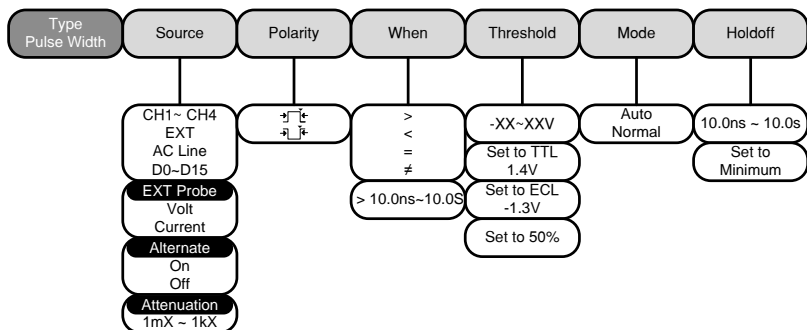 Type
Pulse Width
Source
Polarity
When
Threshold
Mode
Holdoff
CH1~ CH4
EXT
AC Line
D0~D15
EXT Probe
Volt
Current
Alternate
On
Off
Attenuation
1mX ~ 1kX
>
<
=
≠
> 10.0ns~10.0S
-XX~XXV
Set to TTL
1.4V
Set to ECL
-1.3V
Set to 50%
Auto
Normal
10.0ns ~ 10.0s
Set to
Minimum